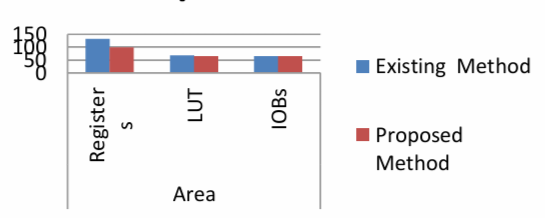 150
100
50
0
Register
s
LUT
IOBs
Area
Existing Method
Proposed
Method